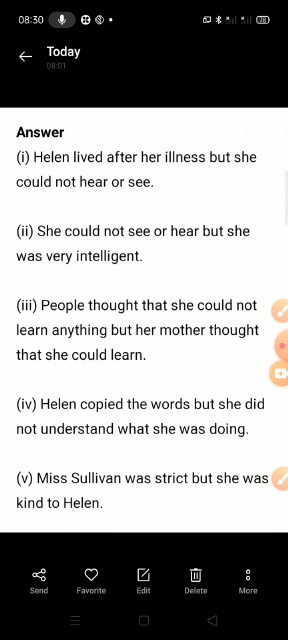 08:30
78
Today
08:01
Answer
(i) Helen lived after her illness but she
could not hear or see.
(ii) She could not see or hear but she
was very intelligent.
(iii) People thought that she could not
learn anything but her mother thought
that she could learn.
(iv) Helen copied the words but she did
not understand what she was doing.
(v) Miss Sullivan was strict but she was
kind to Helen.
Send Favorite Edit Delete More